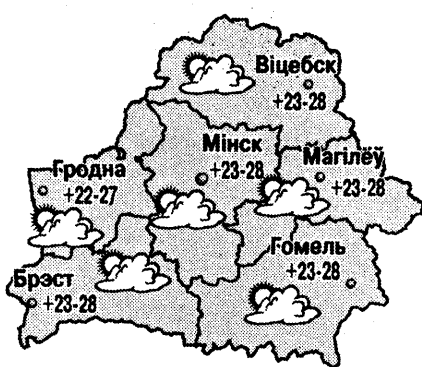 Віцебск
+23-28
Мінск
+23-28
Магілёў
+23-28
Гродна
+22-27
Гомель
+23-28
Брэст
+23-28